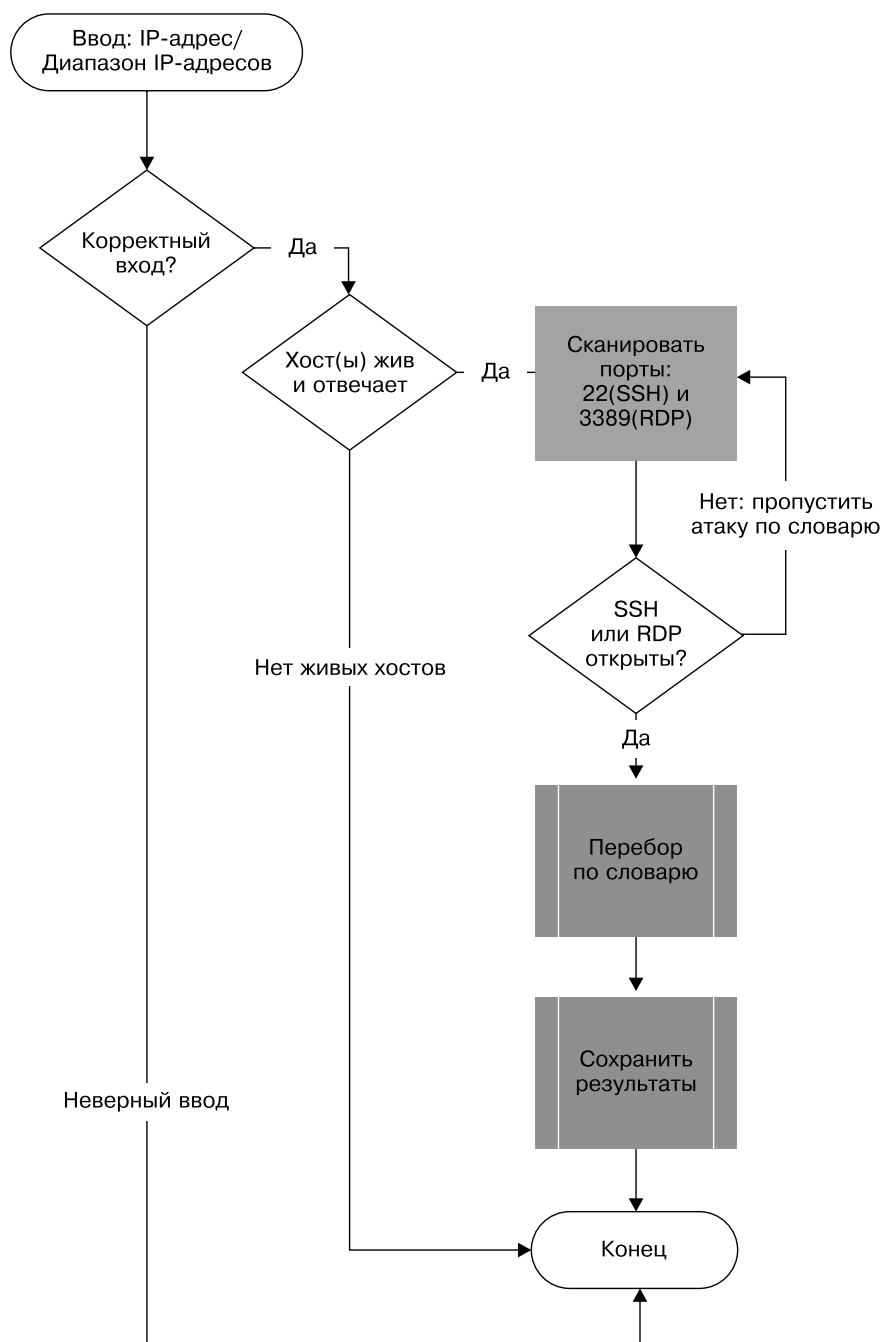 Ввод: IP-адрес/
Диапазон IP-адресов
Корректный
вход?
Да
Хост(ы) жив
и отвечает
Да
Сканировать
порты:
22(SSH) и
3389(RDP)
Нет: пропустить
атаку по словарю
SSH
или RDP
открыты?
Нет живых хостов
Да
Перебор
по словарю
Сохранить
результаты
Неверный ввод
Конец